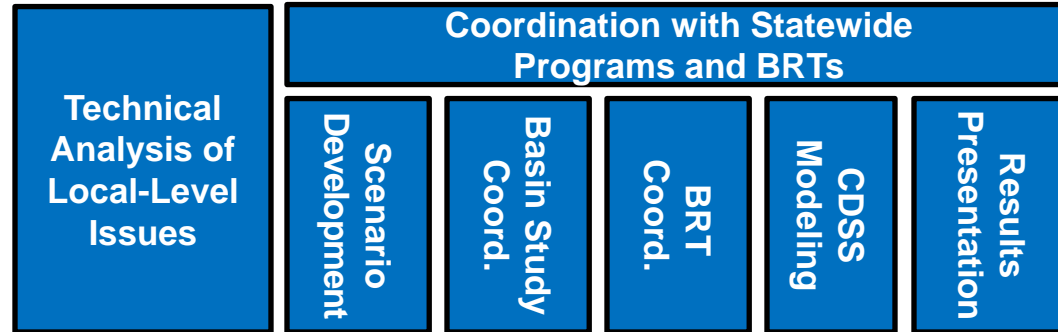 Technical
Analysis of
Local-Level
Issues
Coordination with Statewide
Programs and BRTs
Scenario
Development
Basin Study
Coord.
BRT
Coord.
CDSS
Modeling
Results
Presentation